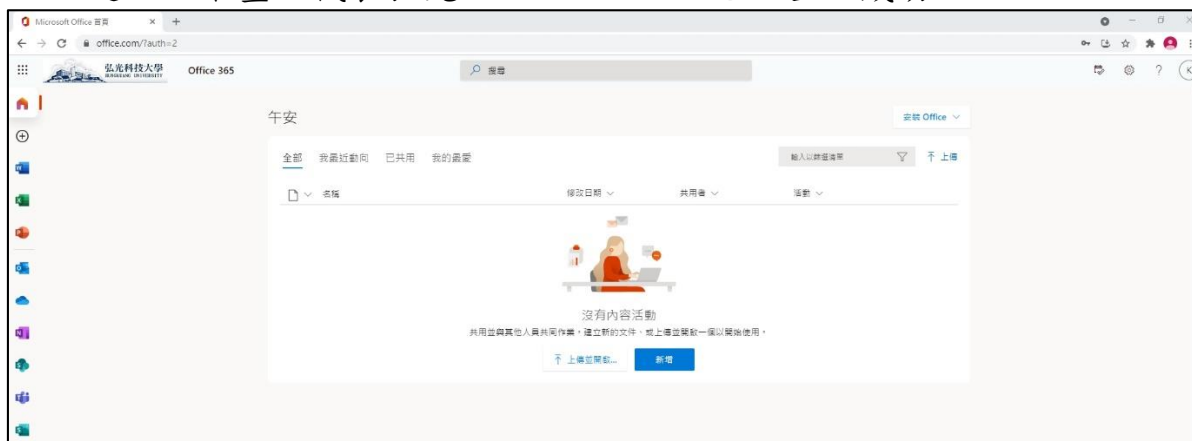 Microsoft Office 首頁
office.com/?auth=2
弘光科技大學
HUNGKUANG UNIVERSITY
Office 365
搜尋
午安
安裝 Office
全部 我最近動向 已共用 我的最愛
輸入以篩選清單
上傳
名稱 修改日期 共用者 活動
沒有內容活動
共用並與其他人員共同作業。建立新的文件，或上傳並開啟一個以開始使用。
上傳並開啟...
新增